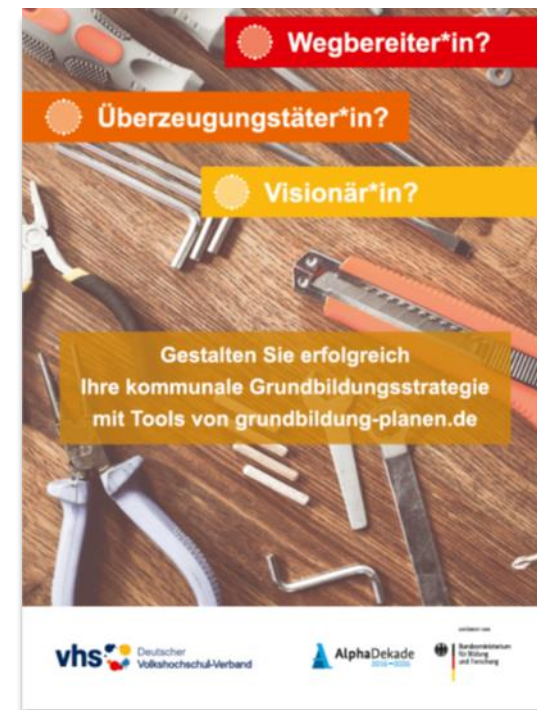 Wegbereiter*in?
Überzeugungstäter*in?
Visionär*in?
Gestalten Sie erfolgreich
Ihre kommunale Grundbildungsstrategie
mit Tools von grundbildung-planen.de
vhs
Deutscher
Volkshochschul-Verband
AlphaDekade
2016–2026
Bundesministerium
für Bildung
und Forschung